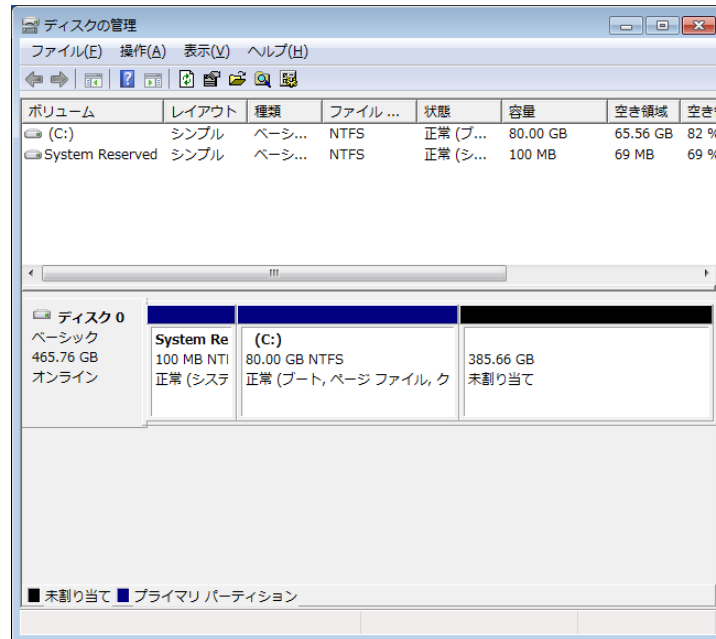 ディスクの管理
ファイル(F) 操作(A) 表示(V) ヘルプ(H)
ボリューム レイアウト 種類 ファイル ... 状態 容量 空き領域 空き
(C:) シンプル ベーシ... NTFS 正常 (ブ... 80.00 GB 65.56 GB 82 %
System Reserved シンプル ベーシ... NTFS 正常 (シ... 100 MB 69 MB 69 %
ディスク 0
ベーシック
465.76 GB
オンライン
System Re
100 MB NT
正常 (システ
(C:)
80.00 GB NTFS
正常 (ブート, ページ ファイル, ク
385.66 GB
未割り当て
未割り当て プライマリ パーティション